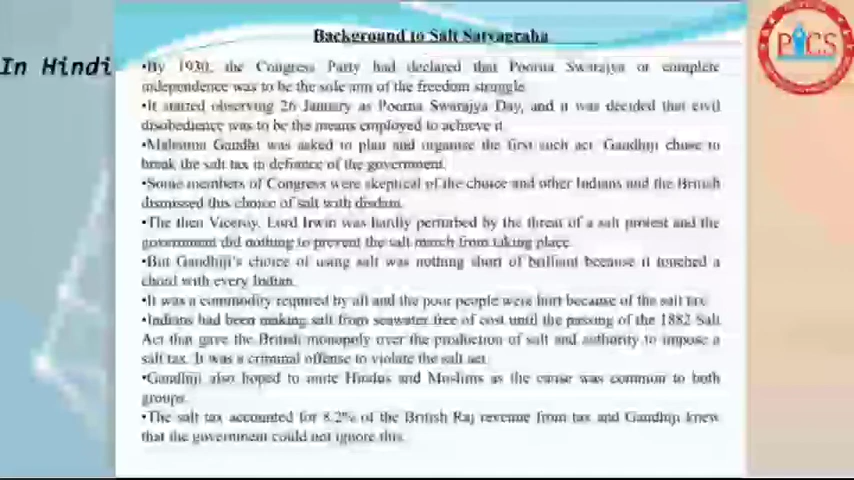 Background to Salt Satyagraha
In Hindi
•By 1930, the Congress Party had declared that Poorna Swarajya or complete
independence was to be the sole aim of the freedom struggle.
•It started observing 26 January as Poorna Swarajya Day, and it was decided that civil
disobedience was to be the means employed to achieve it.
•Mahatma Gandhi was asked to plan and organise the first such act. Gandhiji chose to
break the salt tax in defiance of the government.
•Some members of Congress were skeptical of the choice and other Indians and the British
dismissed this choice of salt with disdain.
•The then Viceroy, Lord Irwin was hardly perturbed by the threat of a salt protest and the
government did nothing to prevent the salt march from taking place.
•But Gandhiji's choice of using salt was nothing short of brilliant because it touched a
chord with every Indian.
•It was a commodity required by all and the poor people were hurt because of the salt tax.
•Indians had been making salt from seawater free of cost until the passing of the 1882 Salt
Act that gave the British monopoly over the production of salt and authority to impose a
salt tax. It was a criminal offense to violate the salt act.
•Gandhiji also hoped to unite Hindus and Muslims as the cause was common to both
groups.
•The salt tax accounted for 8.2% of the British Raj revenue from tax and Gandhiji knew
that the government could not ignore this.
PiCS